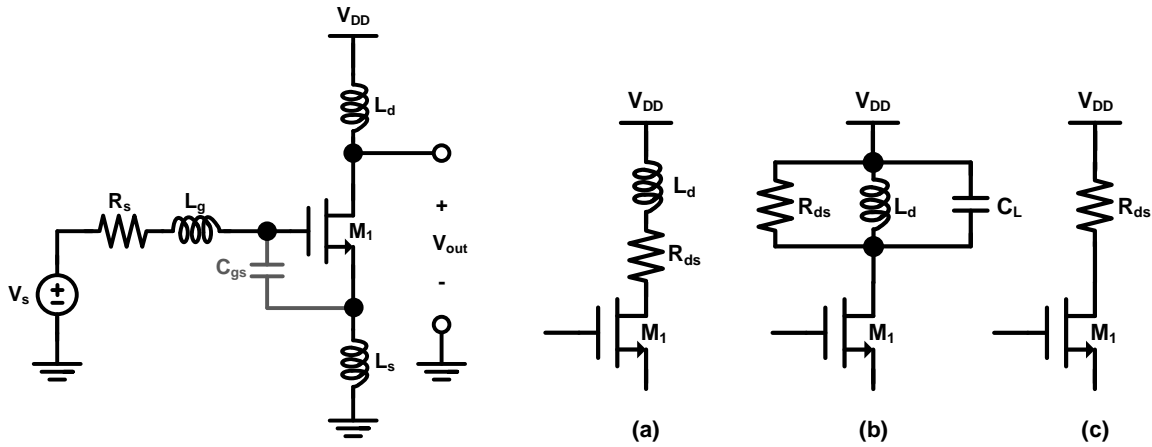 V_DD
L_d
R_s
L_g
M_1
+
V_out
-
C_gs
V_s
L_s
V_DD
L_d
R_ds
M_1
(a)
V_DD
R_ds
L_d
C_L
M_1
(b)
V_DD
R_ds
M_1
(c)